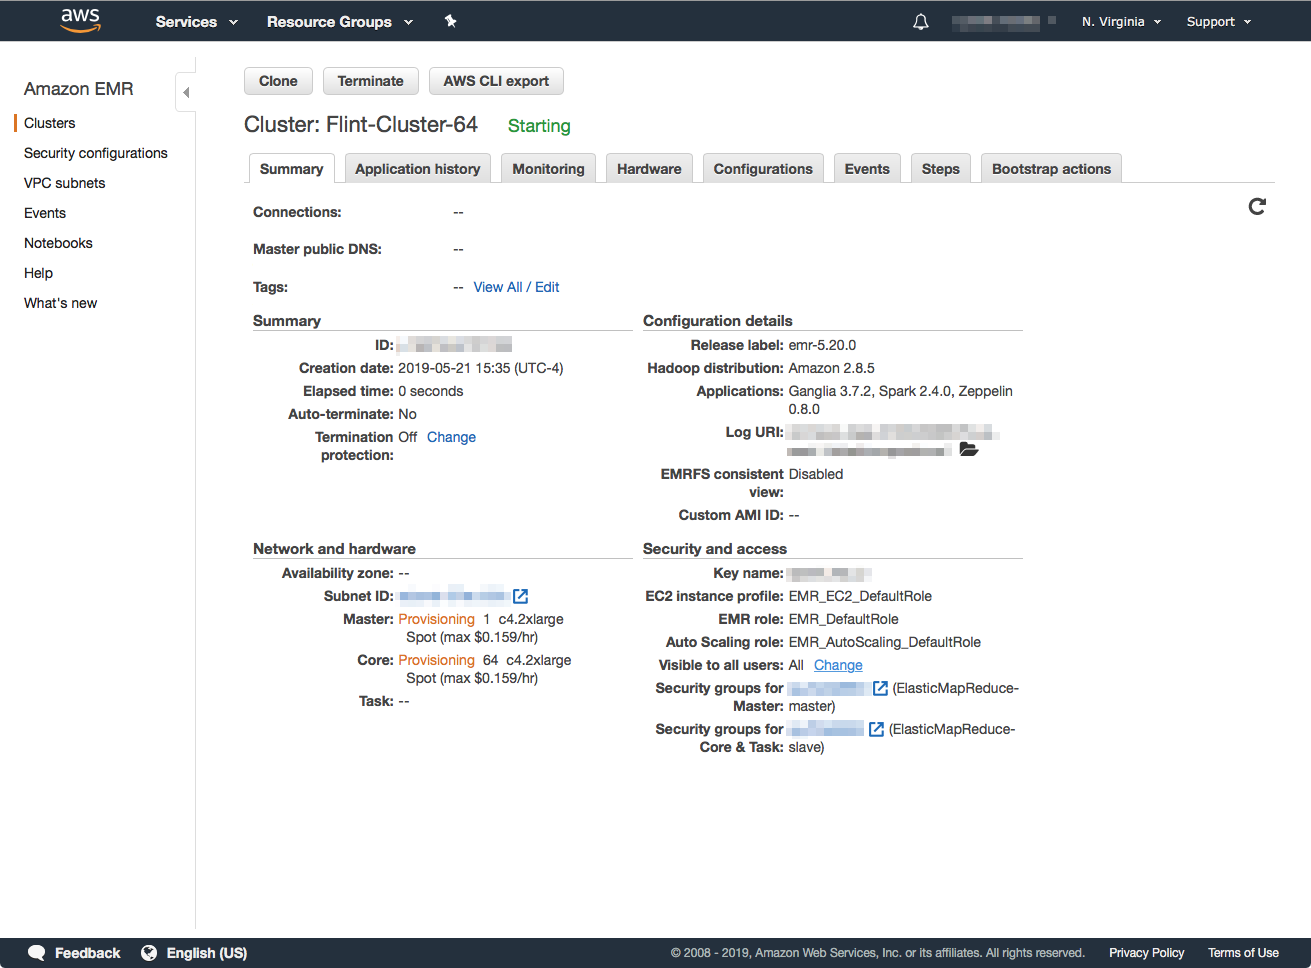 aws Services Resource Groups N. Virginia Support
Amazon EMR
Clusters
Security configurations
VPC subnets
Events
Notebooks
Help
What's new
Clone Terminate AWS CLI export
Cluster: Flint-Cluster-64 Starting
Summary Application history Monitoring Hardware Configurations Events Steps Bootstrap actions
Connections: --
Master public DNS: --
Tags: -- View All / Edit
Summary
ID:
Creation date: 2019-05-21 15:35 (UTC-4)
Elapsed time: 0 seconds
Auto-terminate: No
Termination Off Change
protection:
Configuration details
Release label: emr-5.20.0
Hadoop distribution: Amazon 2.8.5
Applications: Ganglia 3.7.2, Spark 2.4.0, Zeppelin
0.8.0
Log URI:
EMRFS consistent Disabled
view:
Custom AMI ID: --
Network and hardware
Availability zone: --
Subnet ID:
Master: Provisioning 1 c4.2xlarge
Spot (max $0.159/hr)
Core: Provisioning 64 c4.2xlarge
Spot (max $0.159/hr)
Task: --
Security and access
Key name:
EC2 instance profile: EMR_EC2_DefaultRole
EMR role: EMR_DefaultRole
Auto Scaling role: EMR_AutoScaling_DefaultRole
Visible to all users: All Change
Security groups for (ElasticMapReduce-
Master: master)
Security groups for (ElasticMapReduce-
Core & Task: slave)
Feedback English (US) © 2008 - 2019, Amazon Web Services, Inc. or its affiliates. All rights reserved. Privacy Policy Terms of Use